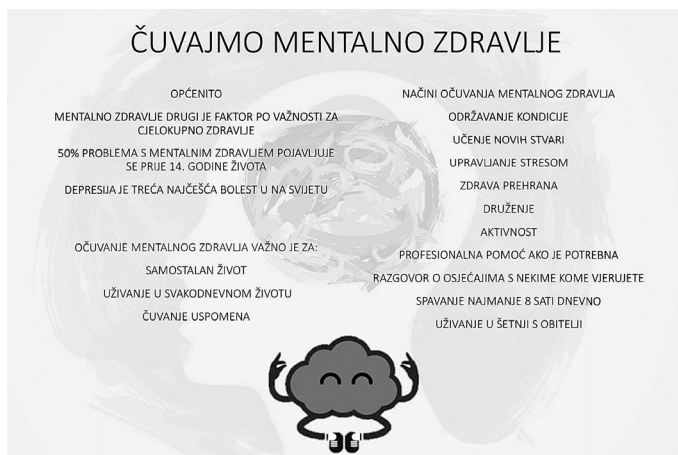 ČUVAJMO MENTALNO ZDRAVLJE
OPĆENITO
MENTALNO ZDRAVLJE DRUGI JE FAKTOR PO VAŽNOSTI ZA
CJELOKUPNO ZDRAVLJE
50% PROBLEMA S MENTALNIM ZDRAVLJEM POJAVLJUJE
SE PRIJE 14. GODINE ŽIVOTA
DEPRESIJA JE TREĆA NAJČEŠĆA BOLEST U NA SVIJETU
OČUVANJE MENTALNOG ZDRAVLJA VAŽNO JE ZA:
SAMOSTALAN ŽIVOT
UŽIVANJE U SVAKODNEVNOM ŽIVOTU
ČUVANJE USPOMENA
NAČINI OČUVANJA MENTALNOG ZDRAVLJA
ODRŽAVANJE KONDICIJE
UČENJE NOVIH STVARI
UPRAVLJANJE STRESOM
ZDRAVA PREHRANA
DRUŽENJE
AKTIVNOST
PROFESIONALNA POMOĆ AKO JE POTREBNA
RAZGOVOR O OSJEĆAJIMA S NEKIME KOME VJERUJETE
SPAVANJE NAJMANJE 8 SATI DNEVNO
UŽIVANJE U ŠETNJI S OBITELJI